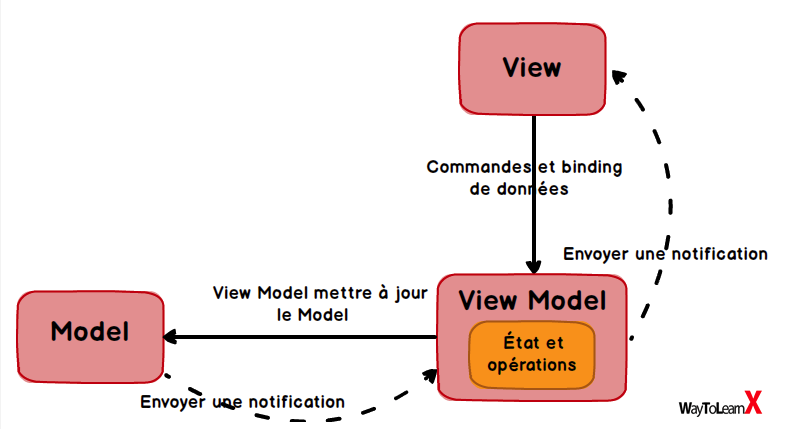 View
Commandes et binding
de données
Envoyer une notification
View Model
État et
opérations
View Model mettre à jour
le Model
Model
Envoyer une notification
WayToLearnX